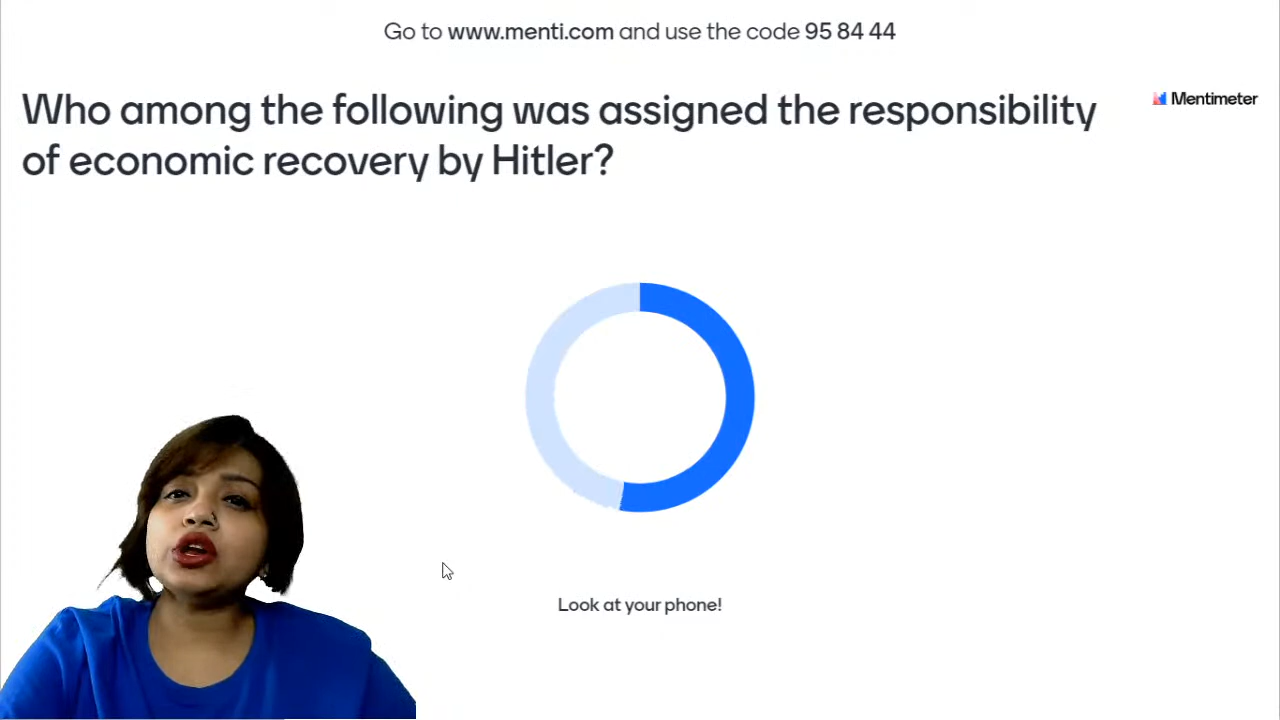 Go to www.menti.com and use the code 95 84 44
Who among the following was assigned the responsibility
of economic recovery by Hitler?
Mentimeter
Look at your phone!